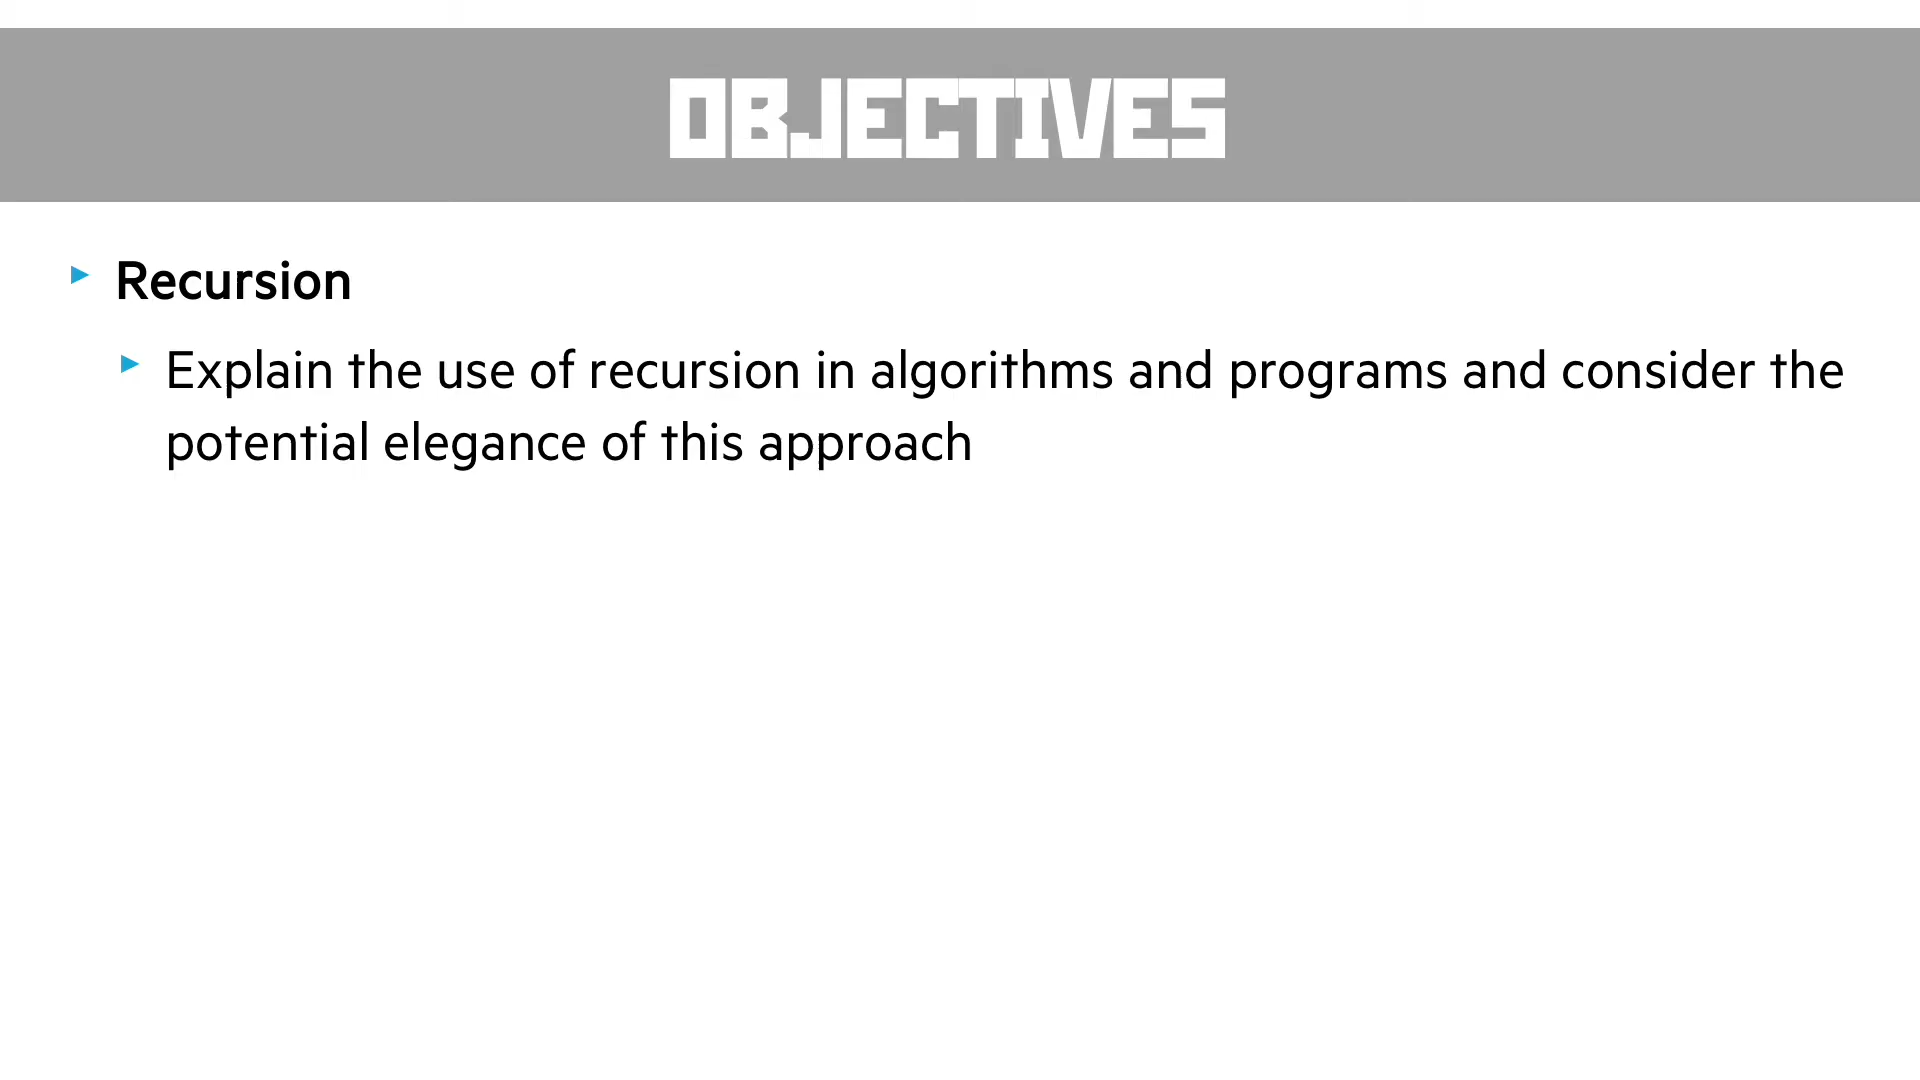 OBJECTIVES
Recursion
Explain the use of recursion in algorithms and programs and consider the
potential elegance of this approach